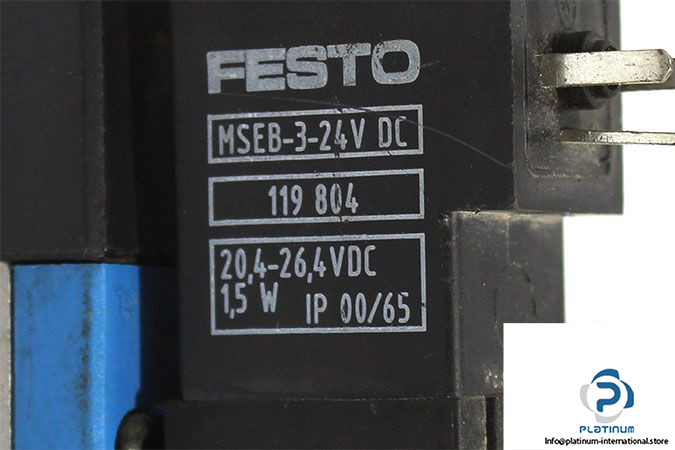 FESTO
MSEB-3-24V DC
119 804
20,4-26,4VDC
1,5 W IP 00/65
PLATINUM
Info@platinum-international.store